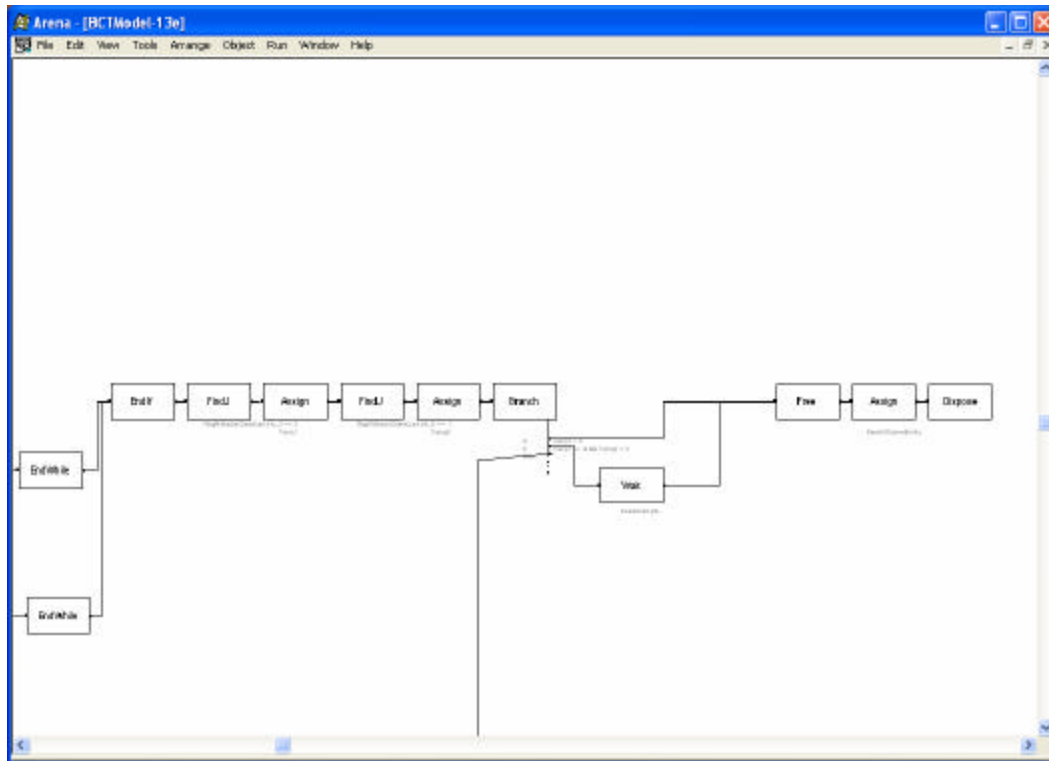 Arena - [BCTModel-13e]
File Edit View Tools Arrange Object Run Window Help
EndIf FindJ Assign FindJ Assign Branch Free Assign Dispose
EndWhile
Wait
EndWhile